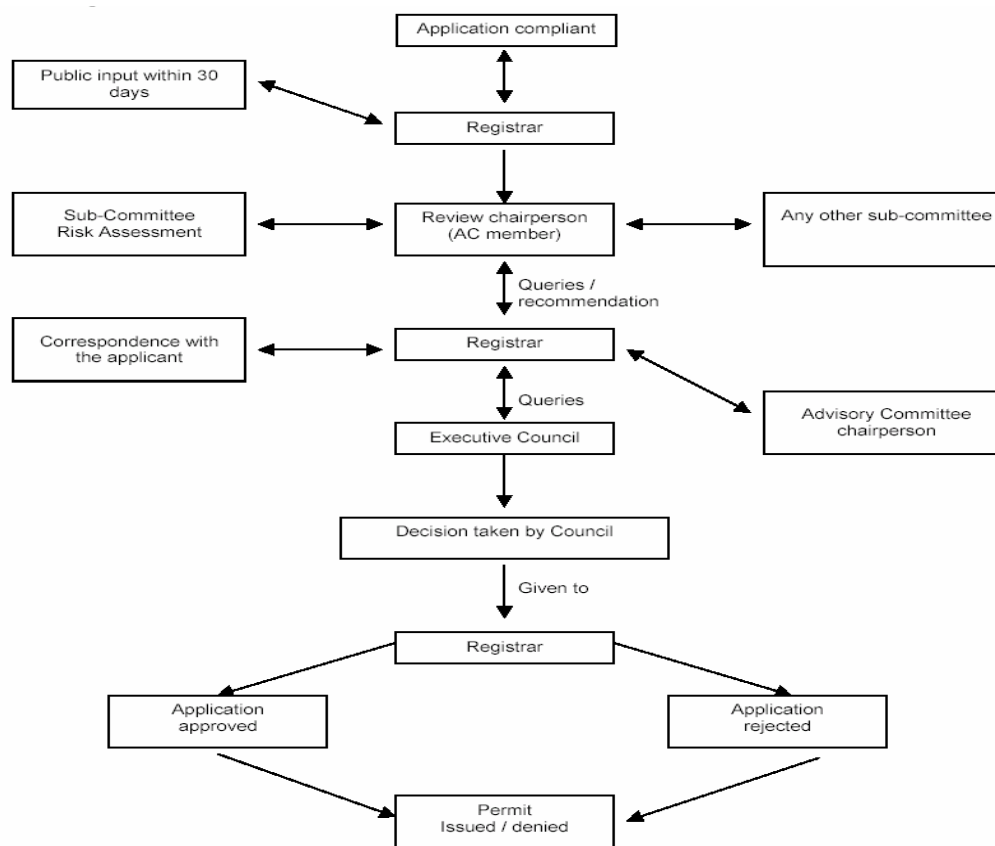 Application compliant
Public input within 30
days
Registrar
Sub-Committee
Risk Assessment
Review chairperson
(AC member)
Any other sub-committee
Queries /
recommendation
Correspondence with
the applicant
Registrar
Advisory Committee
chairperson
Queries
Executive Council
Decision taken by Council
Given to
Registrar
Application
approved
Application
rejected
Permit
Issued / denied